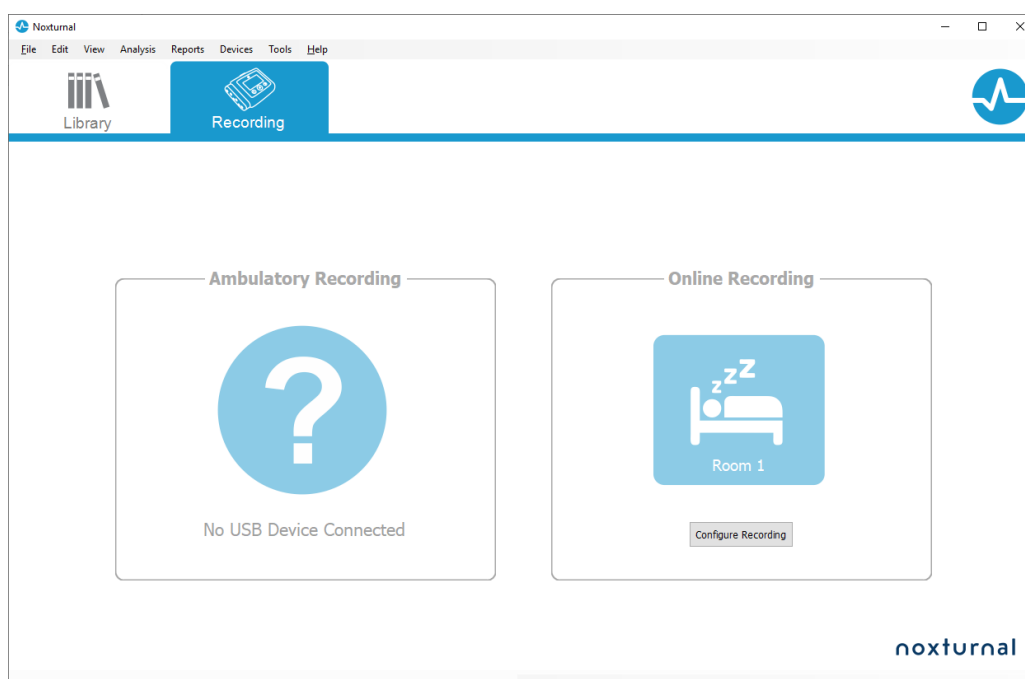 Noxturnal
File Edit View Analysis Reports Devices Tools Help
Library
Recording
Ambulatory Recording
No USB Device Connected
Online Recording
zzZ
Room 1
Configure Recording
noxturnal